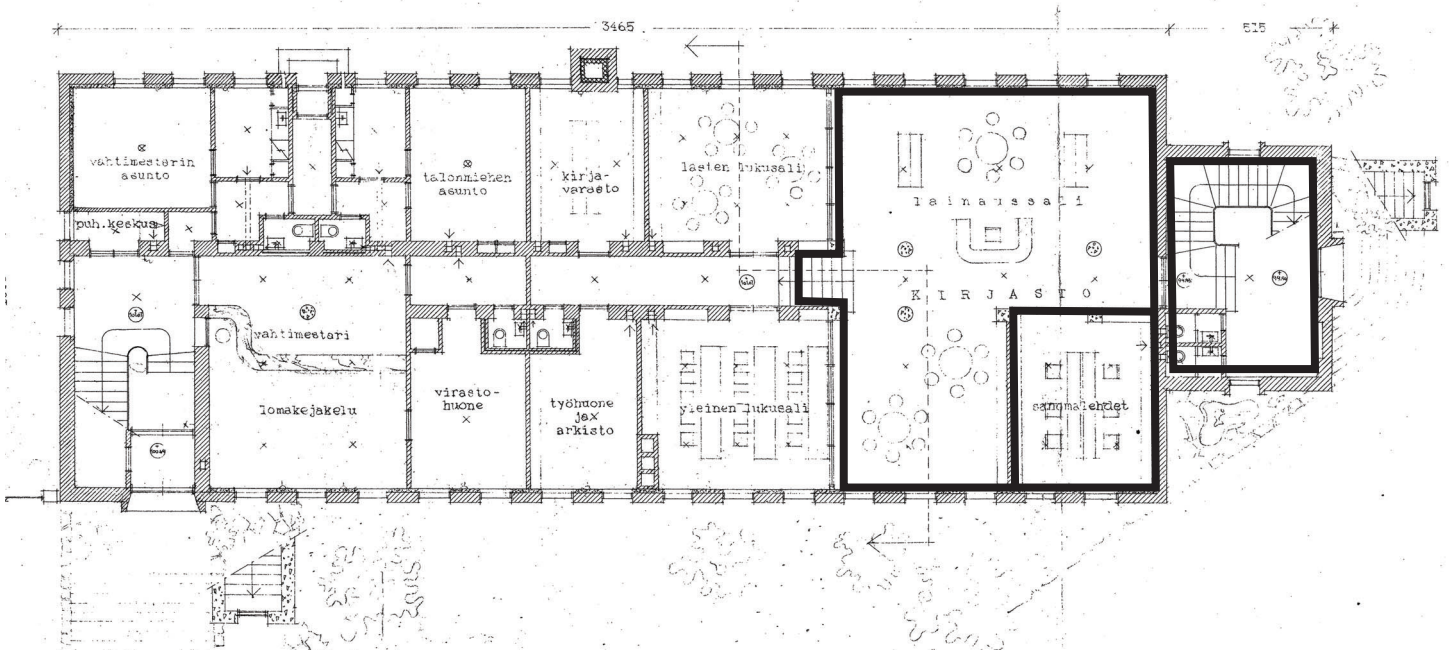 3465
515
vahtimestarin
asunto
talonmiehen
asunto
kirja-
varasto
lasten lukusali
lainaussali
puh.keskus
KIRJASTO
vahtimestari
lomakejakelu
virasto-
huone
työhuone
jax
arkisto
yleinen lukusali
sanomalehdet